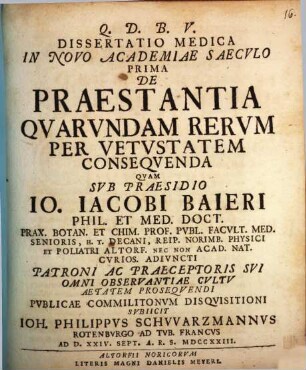 16.
Q. D. B. V.
DISSERTATIO MEDICA
IN NOVO ACADEMIAE SAECVLO
PRIMA
DE
PRAESTANTIA
QVARVNDAM RERVM
PER VETVSTATEM
CONSEQVENDA
QVAM
SVB PRAESIDIO
IO. IACOBI BAIERI
PHIL. ET MED. DOCT.
PRAX. BOTAN. ET CHIM. PROF. PVBL. FACVLT. MED.
SENIORIS, H. T. DECANI, REIP. NORIMB. PHYSICI
ET POLIATRI ALTORF. NEC NON ACAD. NAT.
CVRIOS. ADIVNCTI
PATRONI AC PRAECEPTORIS SVI
OMNI OBSERVANTIAE CVLTV
AETATEM PROSEQVENDI
PVBLICAE COMMILITONVM DISQVISITIONI
SVBIICIT
IOH. PHILIPPVS SCHVVARZMANNVS
ROTENBVRGO AD TVB. FRANCVS
AD D. XXIV. SEPT. A. R. S. MDCCXXIII.
ALTORFII NORICORVM
LITERIS MAGNI DANIELIS MEYERI.